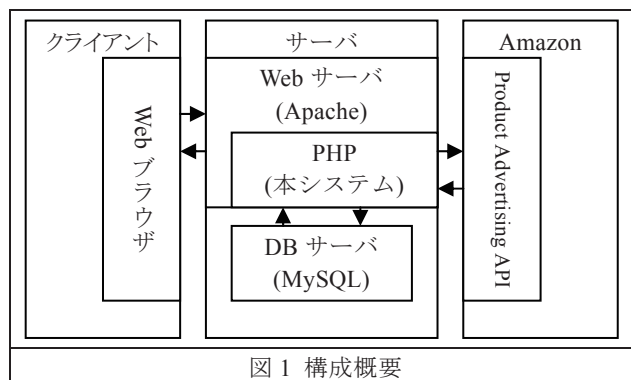 クライアント
Web ブラウザ
サーバ
Web サーバ
(Apache)
PHP
(本システム)
DB サーバ
(MySQL)
Amazon
Product Advertising API
図 1 構成概要